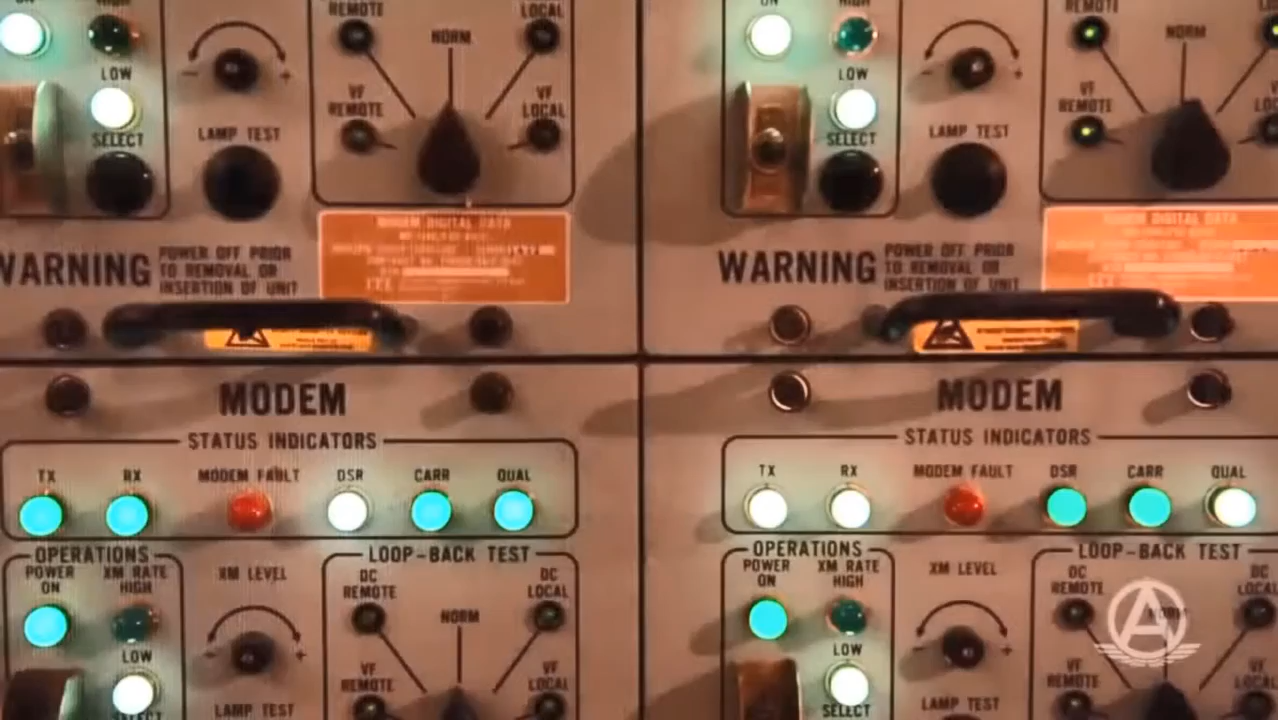 ON
HIGH
LOW
SELECT
LAMP TEST
REMOTE
LOCAL
NORM
VF
REMOTE
VF
LOCAL
WARNING
POWER OFF PRIOR
TO REMOVAL OR
INSERTION OF UNIT
MODEM DIGITAL DATA
ON
HIGH
LOW
SELECT
LAMP TEST
REMOTE
NORM
VF
REMOTE
WARNING
POWER OFF PRIOR
TO REMOVAL OR
INSERTION OF UNIT
MODEM DIGITAL DATA
MODEM
STATUS INDICATORS
TX
RX
MODEM FAULT
DSR
CARR
QUAL
OPERATIONS
POWER
ON
XM RATE
HIGH
LOW
SELECT
XM LEVEL
LAMP TEST
LOOP-BACK TEST
DC
REMOTE
DC
LOCAL
NORM
VF
REMOTE
VF
LOCAL
MODEM
STATUS INDICATORS
TX
RX
MODEM FAULT
DSR
CARR
QUAL
OPERATIONS
POWER
ON
XM RATE
HIGH
LOW
SELECT
XM LEVEL
LAMP TEST
LOOP-BACK TEST
DC
REMOTE
DC
LOCAL
NORM
VF
REMOTE
VF
LOCAL